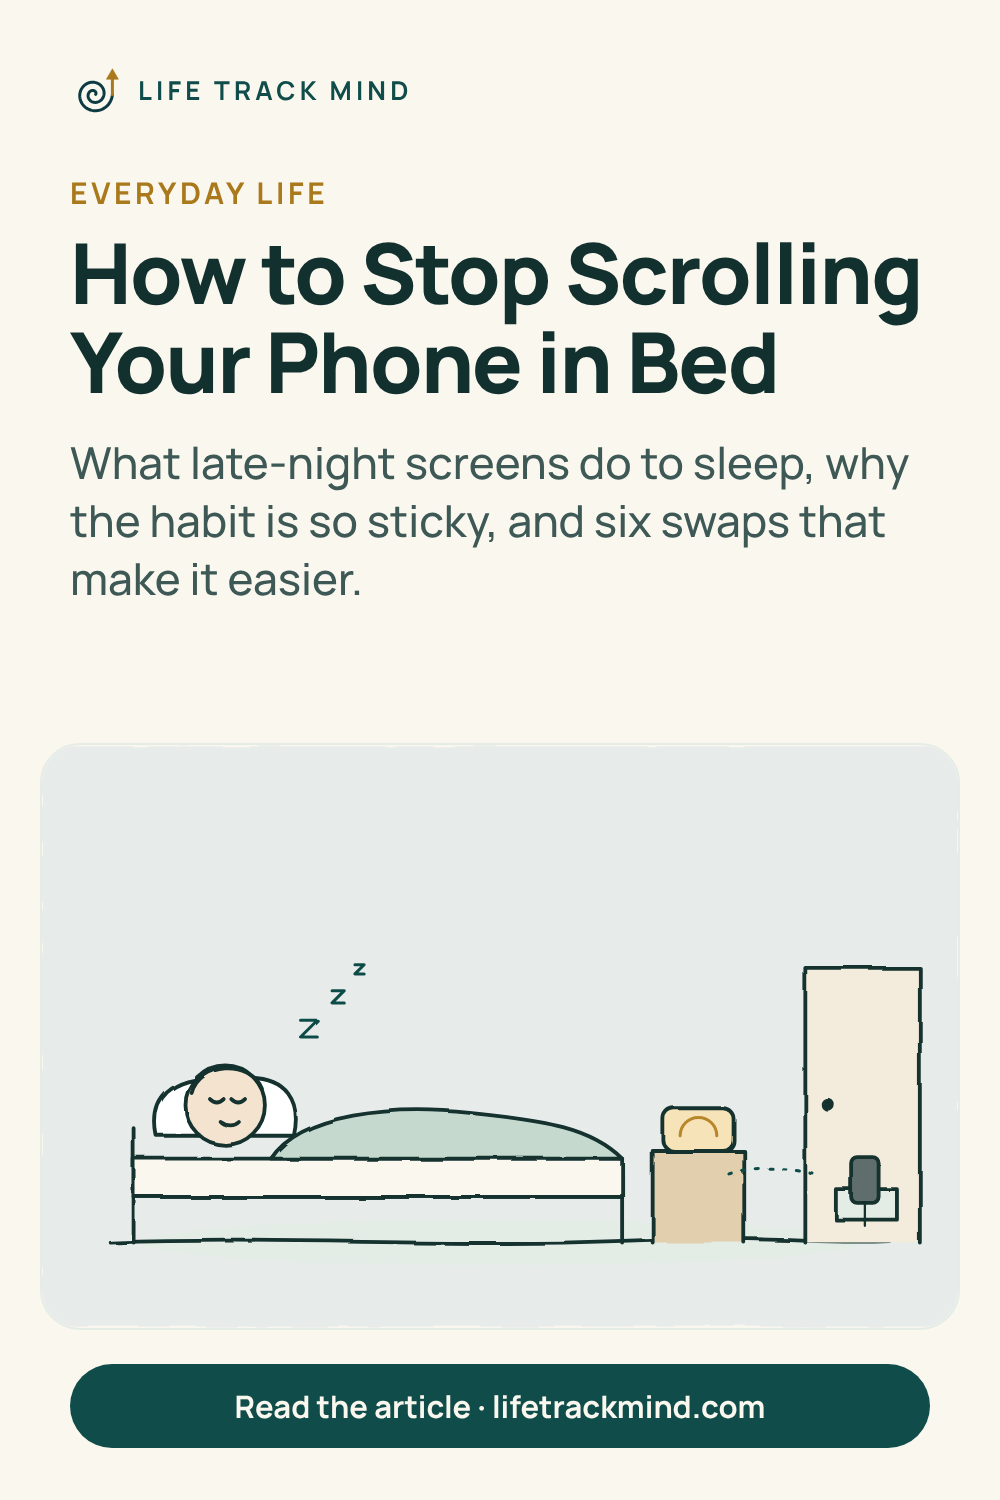 LIFE TRACK MIND
EVERYDAY LIFE
How to Stop Scrolling
Your Phone in Bed
What late-night screens do to sleep, why
the habit is so sticky, and six swaps that
make it easier.
z
z
z
Read the article · lifetrackmind.com